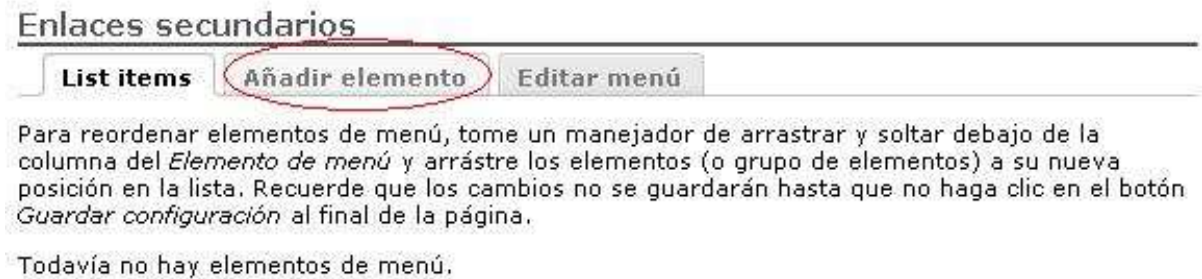 Enlaces secundarios
List items Añadir elemento Editar menú
Para reordenar elementos de menú, tome un manejador de arrastrar y soltar debajo de la
columna del Elemento de menú y arrástre los elementos (o grupo de elementos) a su nueva
posición en la lista. Recuerde que los cambios no se guardarán hasta que no haga clic en el botón
Guardar configuración al final de la página.
Todavía no hay elementos de menú.